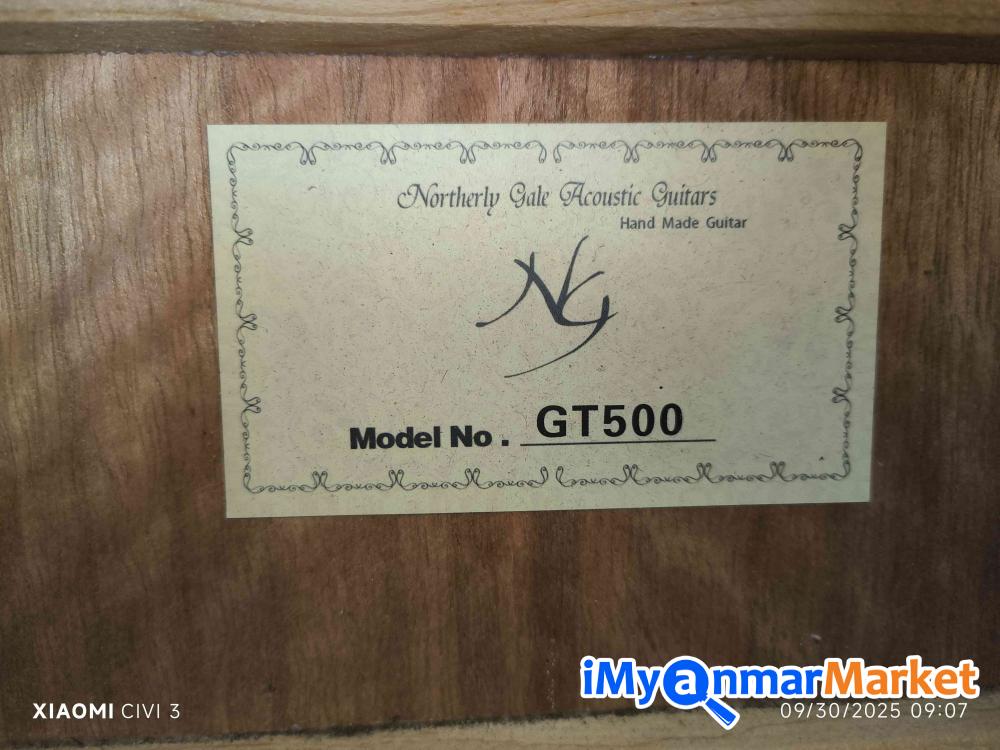 Northerly Gale Acoustic Guitars
Hand Made Guitar
NG
Model No. GT500
iMyanmarMarket
XIAOMI CIVI 3
09/30/2025 09:07